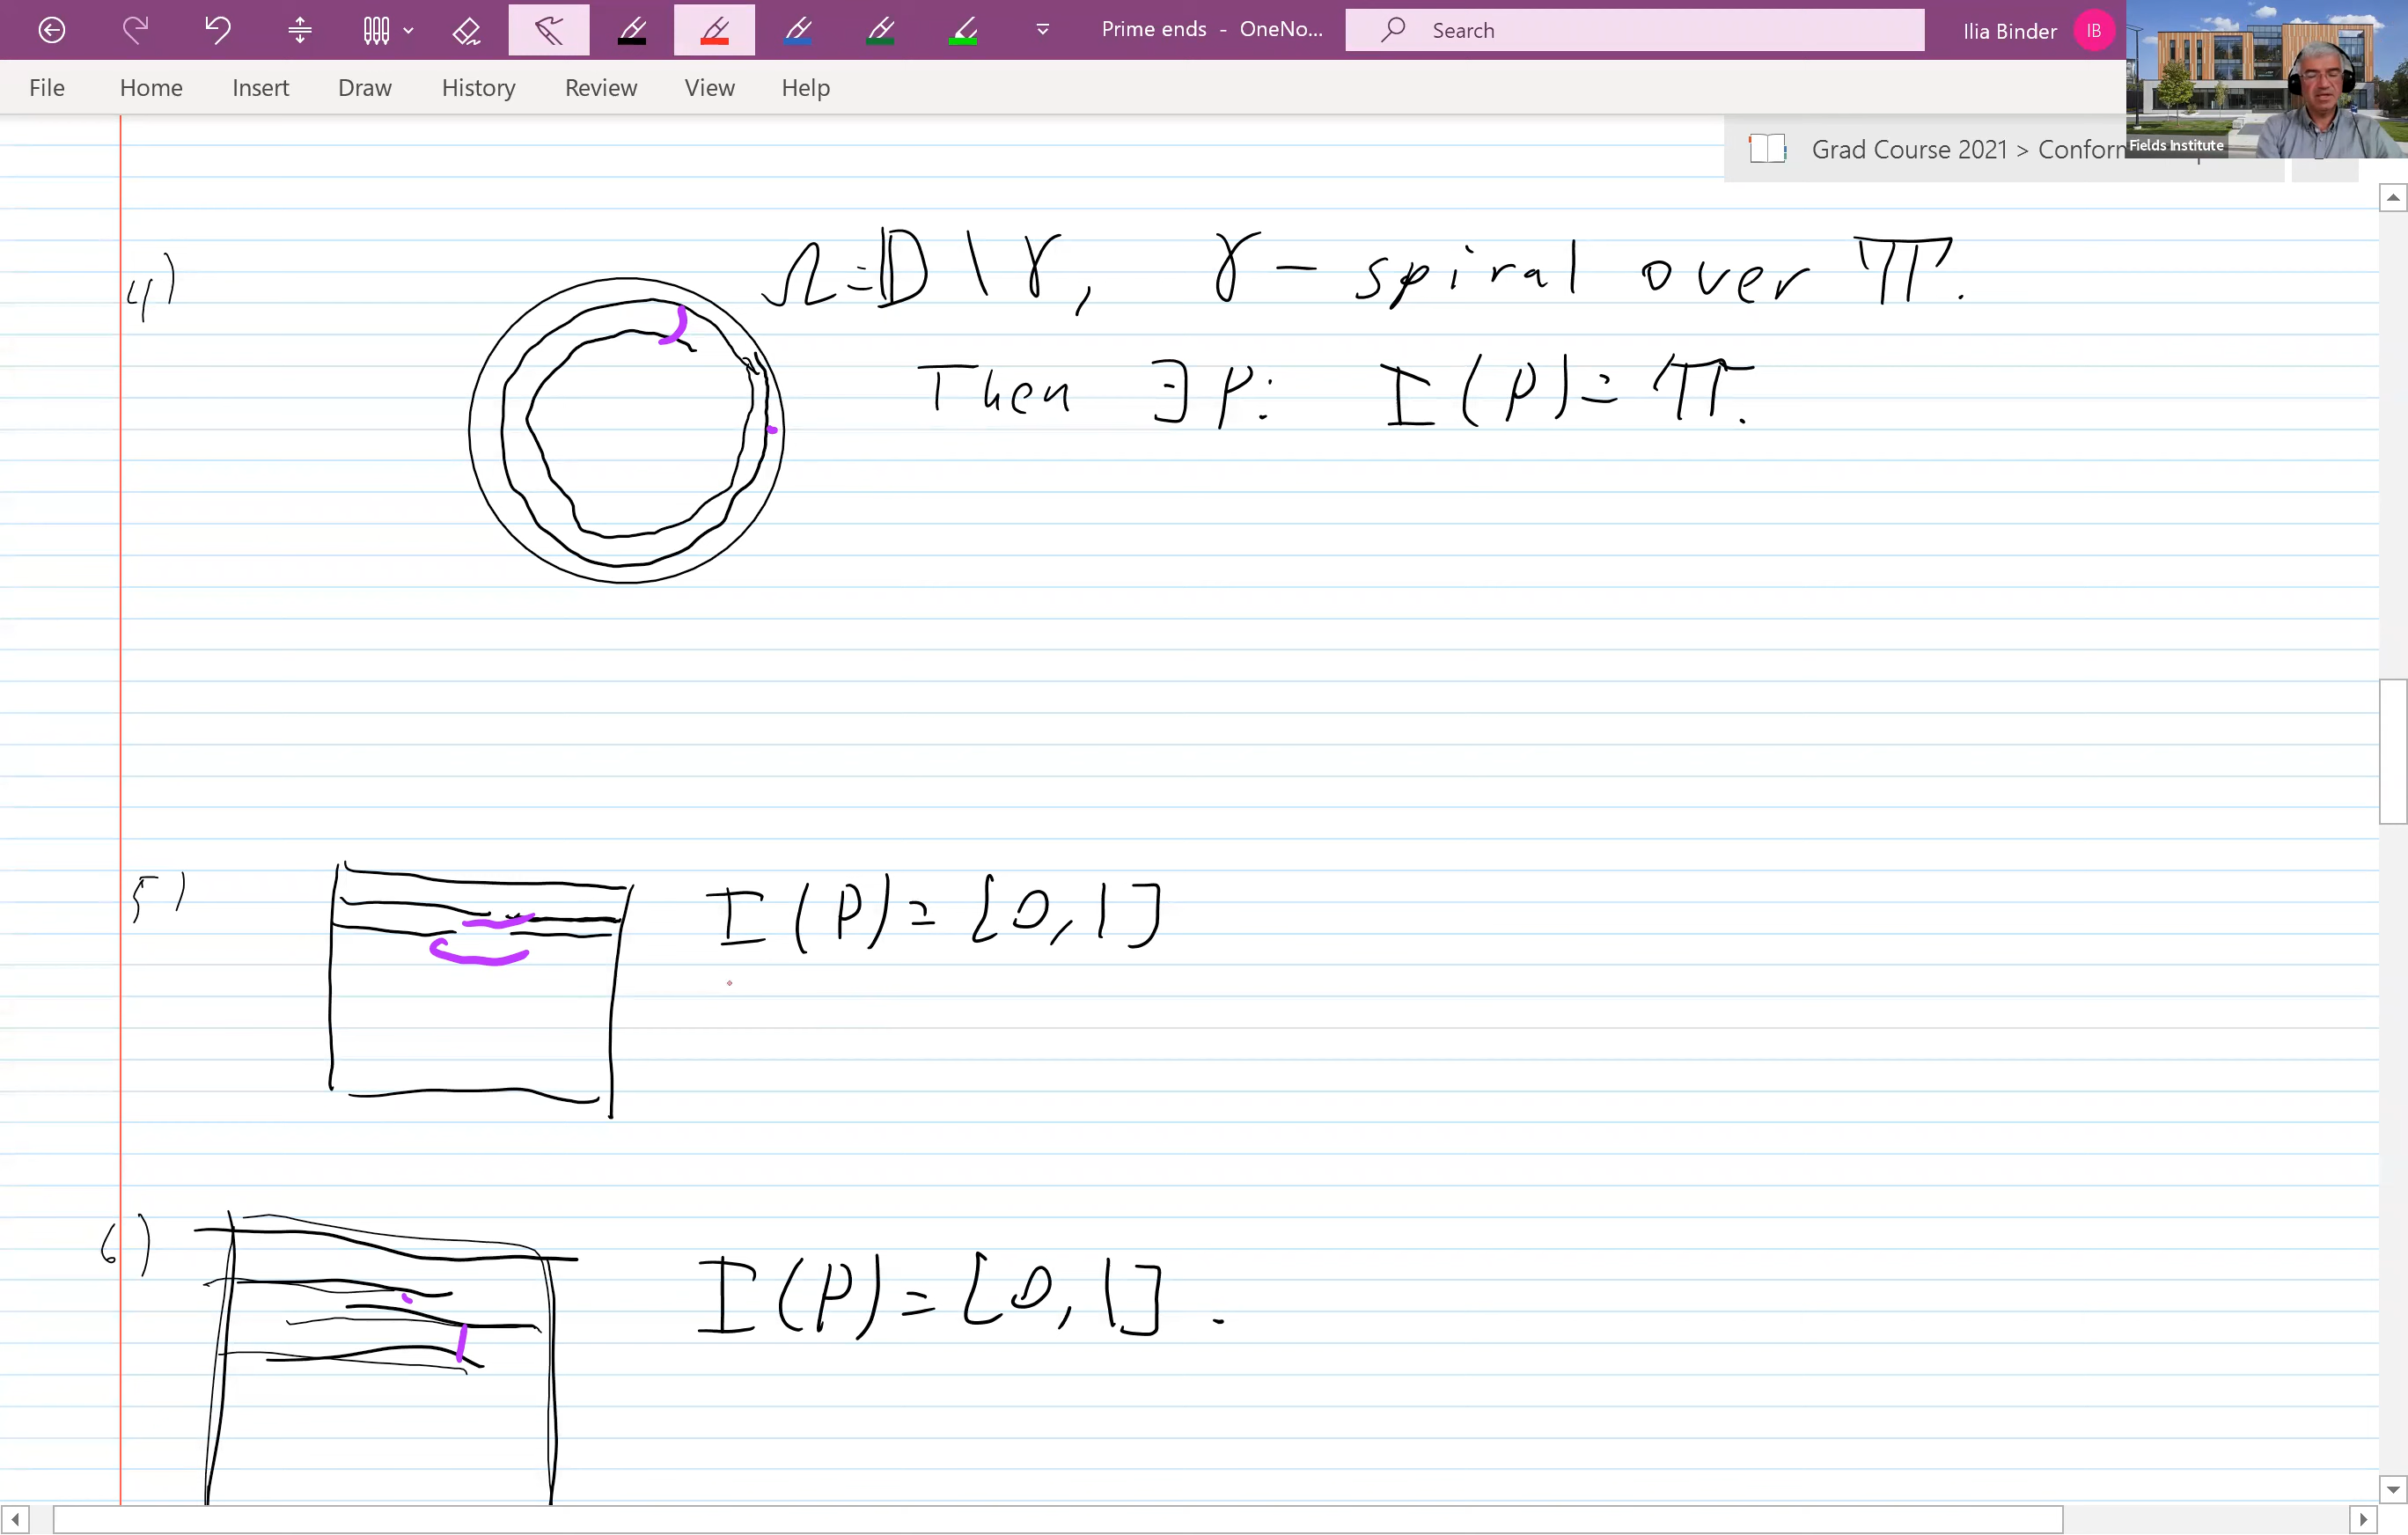 Prime ends - OneNo...
Search
Ilia Binder
IB
File Home Insert Draw History Review View Help
Grad Course 2021 > Conform
Fields Institute
4) Ω = 𝔻 \ γ, γ - spiral over 𝕋.
Then ∃ p: I(p) = 𝕋.
5) I(P) = [0, 1]
6) I(P) = [0, 1].